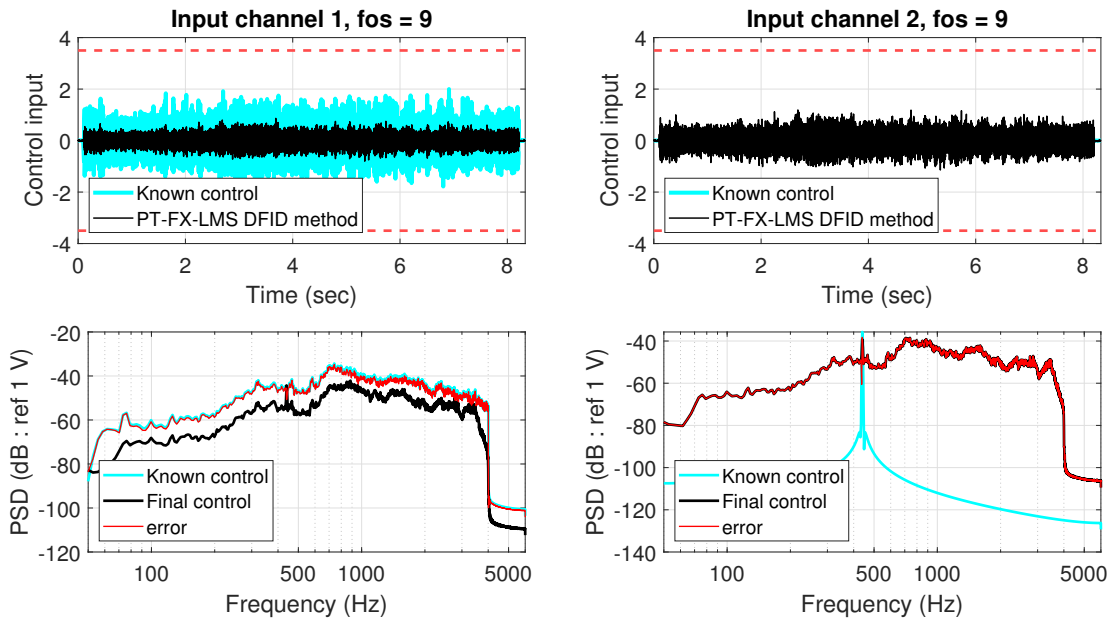 Input channel 1, fos = 9
4
2
0
-2
-4
Control input
Known control
PT-FX-LMS DFID method
0
2
4
6
8
Time (sec)
Input channel 2, fos = 9
4
2
0
-2
-4
Control input
Known control
PT-FX-LMS DFID method
0
2
4
6
8
Time (sec)
-20
-40
-60
-80
-100
-120
PSD (dB : ref 1 V)
Known control
Final control
error
100
500
1000
5000
Frequency (Hz)
-40
-60
-80
-100
-120
-140
PSD (dB : ref 1 V)
Known control
Final control
error
100
500
1000
5000
Frequency (Hz)